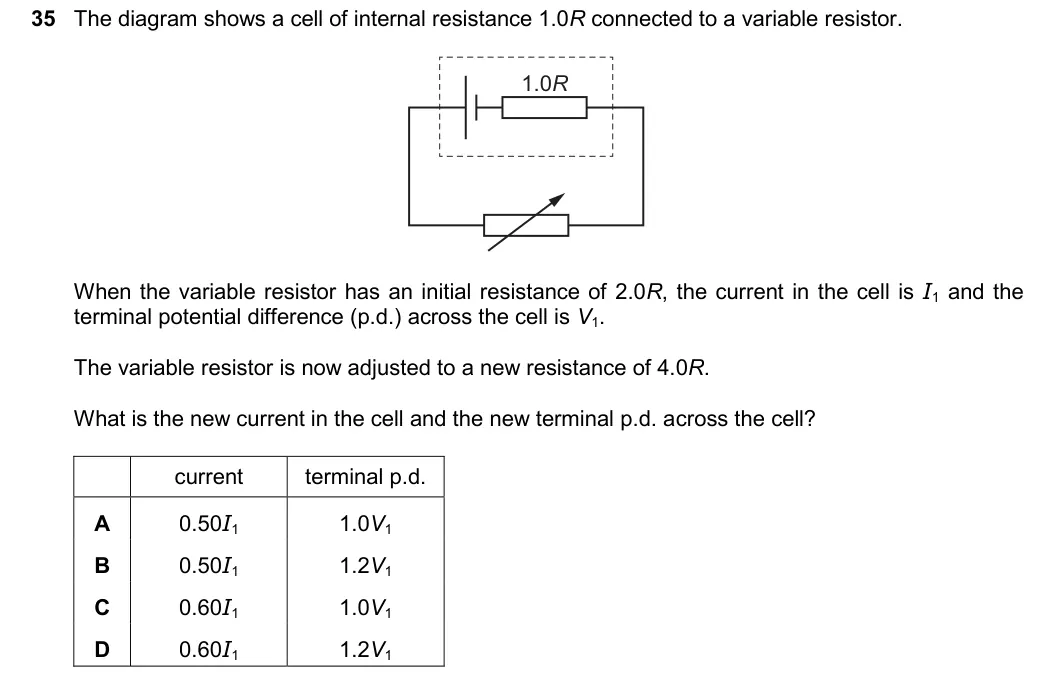 35 The diagram shows a cell of internal resistance 1.0R connected to a variable resistor.
1.0R
When the variable resistor has an initial resistance of 2.0R, the current in the cell is I₁ and the
terminal potential difference (p.d.) across the cell is V₁.
The variable resistor is now adjusted to a new resistance of 4.0R.
What is the new current in the cell and the new terminal p.d. across the cell?
current terminal p.d.
A 0.50I₁ 1.0V₁
B 0.50I₁ 1.2V₁
C 0.60I₁ 1.0V₁
D 0.60I₁ 1.2V₁